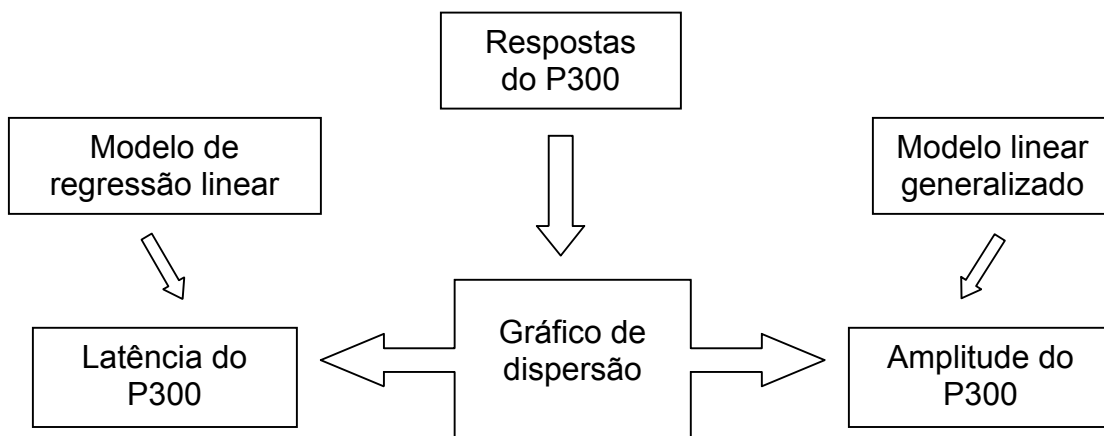 Respostas
do P300
Modelo de
regressão linear
Modelo linear
generalizado
Gráfico de
dispersão
Latência do
P300
Amplitude do
P300